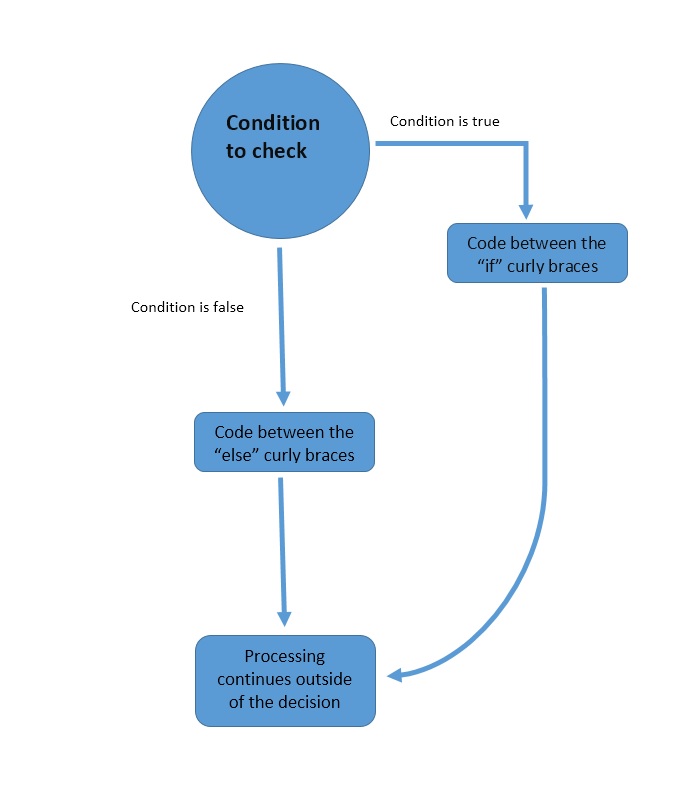 Condition
to check
Condition is true
Code between the
“if” curly braces
Condition is false
Code between the
“else” curly braces
Processing
continues outside
of the decision